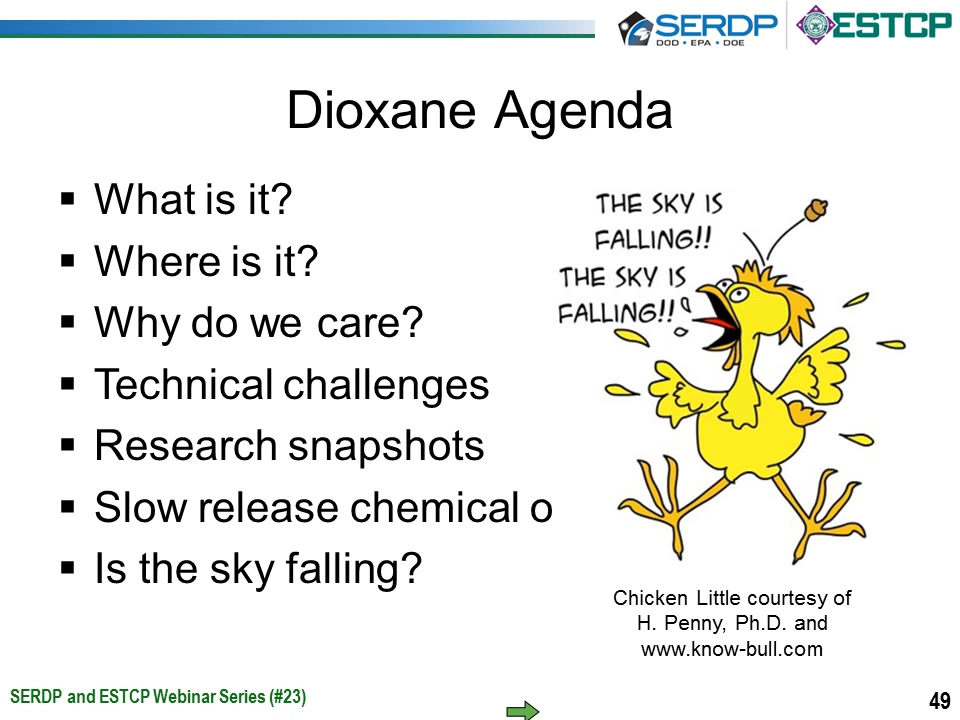 SERDP
DOD • EPA • DOE
ESTCP
Dioxane Agenda
▪ What is it?
▪ Where is it?
▪ Why do we care?
▪ Technical challenges
▪ Research snapshots
▪ Slow release chemical o
▪ Is the sky falling?
THE SKY IS
FALLING!!
THE SKY IS
FALLING!!
Chicken Little courtesy of
H. Penny, Ph.D. and
www.know-bull.com
SERDP and ESTCP Webinar Series (#23)
49